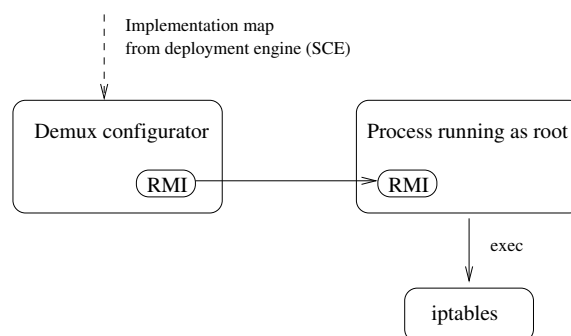 Implementation map
from deployment engine (SCE)
Demux configurator
Process running as root
RMI
RMI
exec
iptables